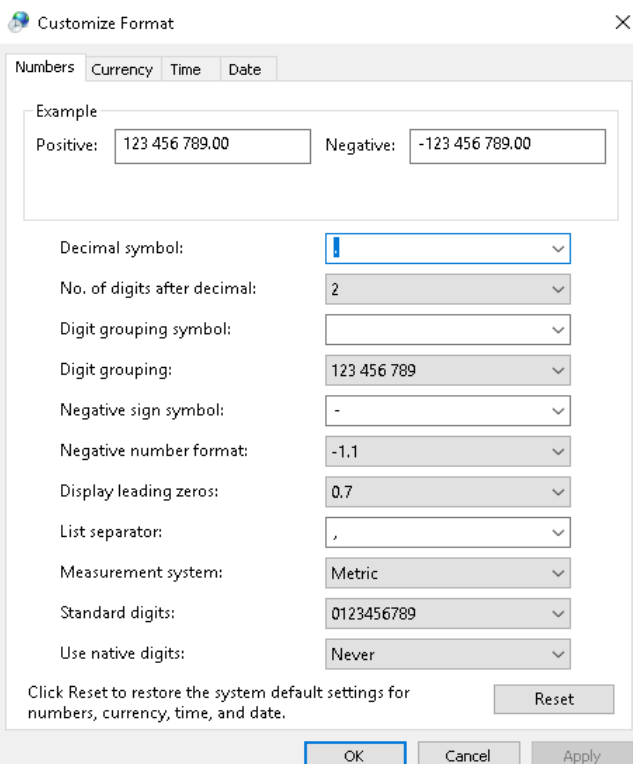 Customize Format
Numbers Currency Time Date
Example
Positive: 123 456 789.00 Negative: -123 456 789.00
Decimal symbol: .
No. of digits after decimal: 2
Digit grouping symbol:
Digit grouping: 123 456 789
Negative sign symbol: -
Negative number format: -1.1
Display leading zeros: 0.7
List separator: ,
Measurement system: Metric
Standard digits: 0123456789
Use native digits: Never
Click Reset to restore the system default settings for
numbers, currency, time, and date.
Reset
OK Cancel Apply